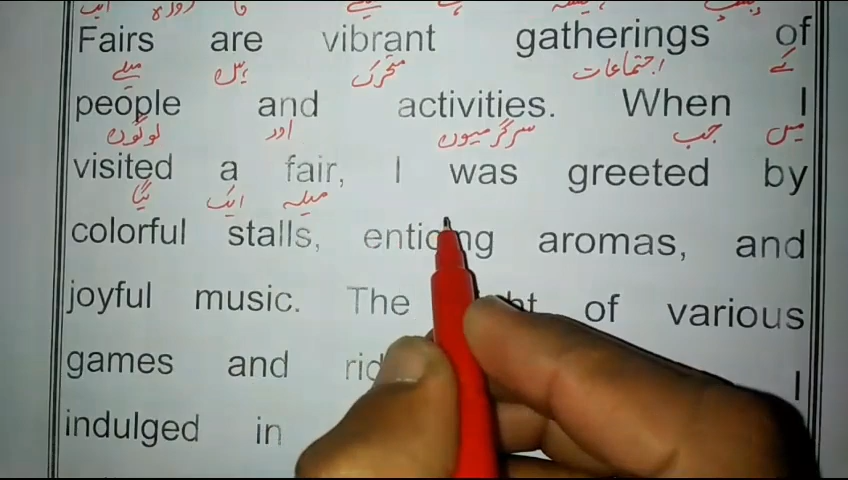 Fairs are vibrant gatherings of
میلے ہیں متحرک اجتماعات کے
people and activities. When I
لوگوں اور سرگرمیوں جب میں
visited a fair, I was greeted by
گیا ایک میلہ
colorful stalls, enticing aromas, and
joyful music. The of various
games and I
indulged in